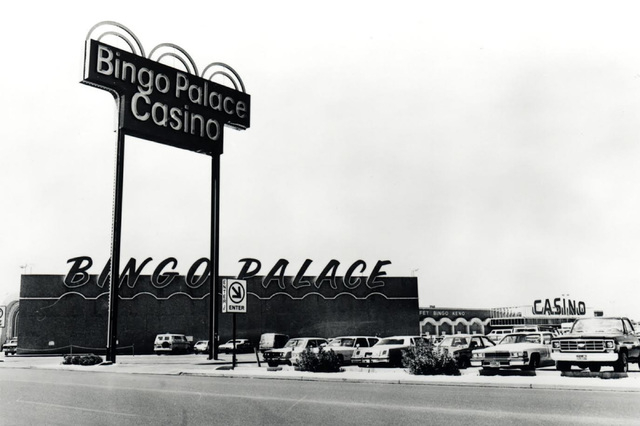 Bingo Palace
Casino
BINGO PALACE
ENTER
BINGO KENO
CASINO